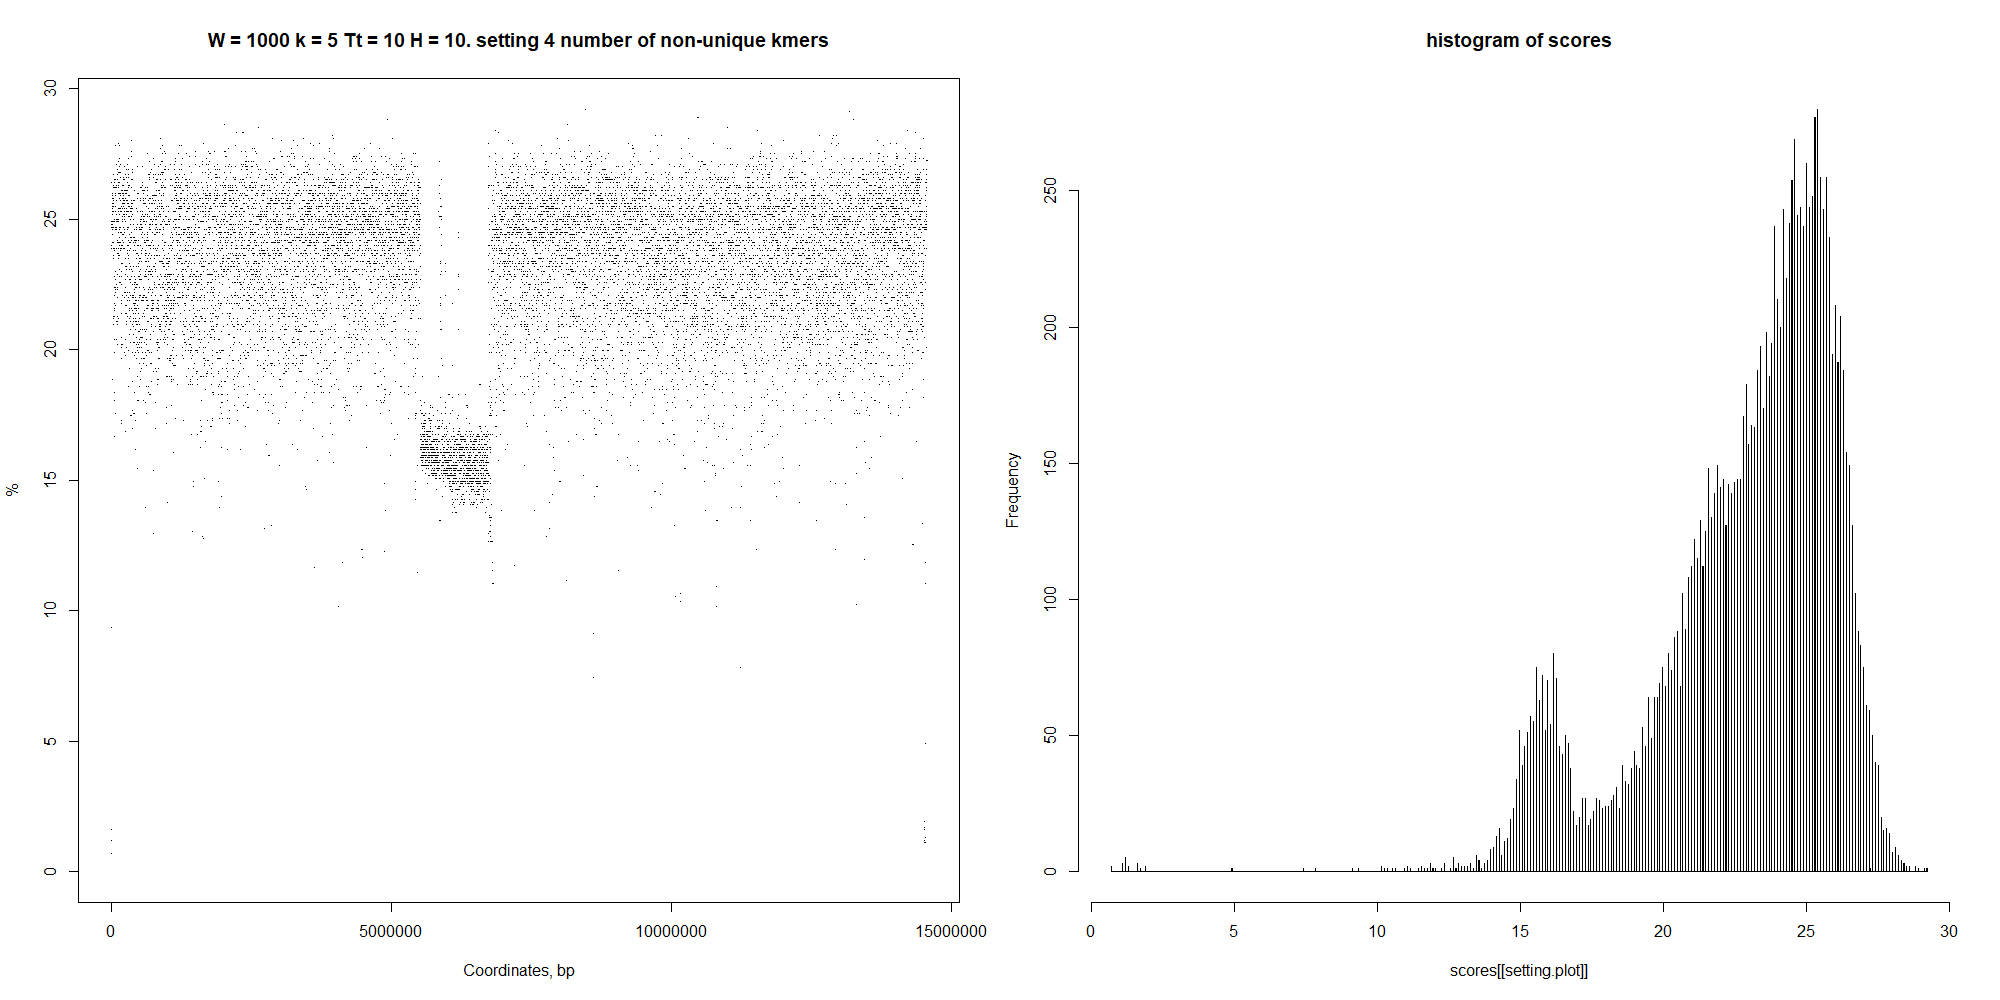 W = 1000 k = 5 Tt = 10 H = 10. setting 4 number of non-unique kmers
30
25
20
15
10
5
0
%
0 5000000 10000000 15000000
Coordinates, bp
histogram of scores
250
200
150
100
50
0
Frequency
0 5 10 15 20 25 30
scores[[setting.plot]]